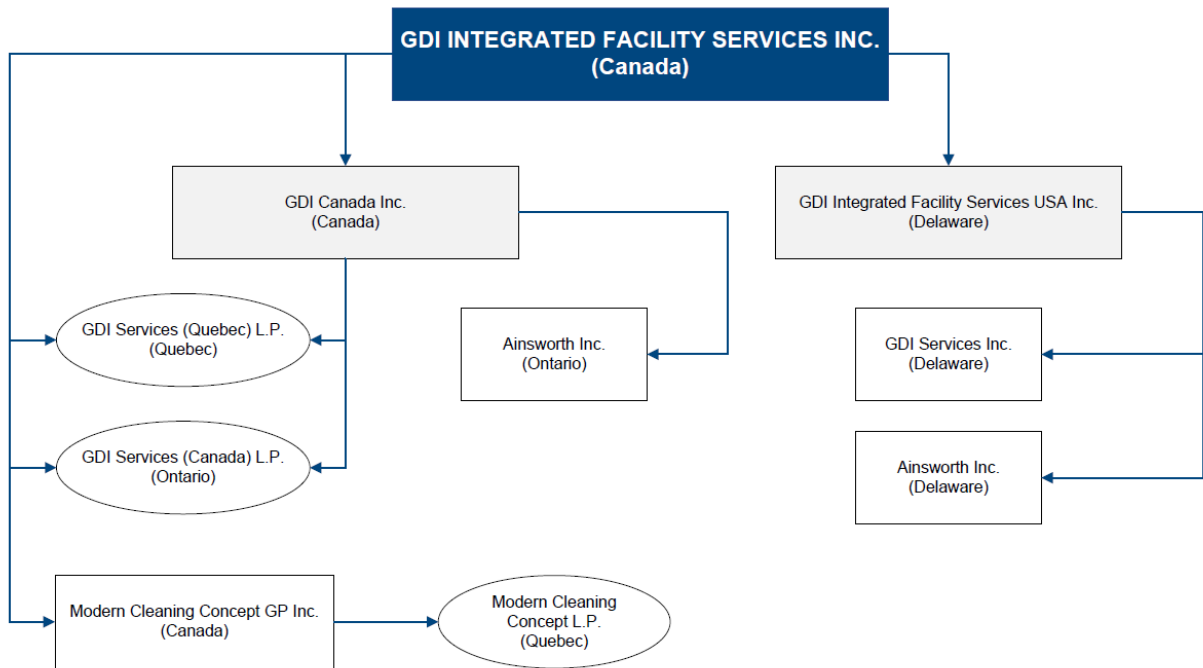 GDI INTEGRATED FACILITY SERVICES INC.
(Canada)
GDI Canada Inc.
(Canada)
GDI Integrated Facility Services USA Inc.
(Delaware)
GDI Services (Quebec) L.P.
(Quebec)
Ainsworth Inc.
(Ontario)
GDI Services Inc.
(Delaware)
GDI Services (Canada) L.P.
(Ontario)
Ainsworth Inc.
(Delaware)
Modern Cleaning Concept GP Inc.
(Canada)
Modern Cleaning
Concept L.P.
(Quebec)